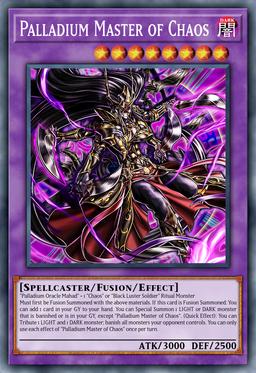 PALLADIUM MASTER OF CHAOS
DARK
闇
[SPELLCASTER/FUSION/EFFECT]
"Palladium Oracle Mahad" + 1 "Chaos" or "Black Luster Soldier" Ritual Monster
Must first be Fusion Summoned with the above materials. If this card is Fusion Summoned: You
can add 1 card in your GY to your hand. You can Special Summon 1 LIGHT or DARK monster
that is banished or is in your GY, except "Palladium Master of Chaos". (Quick Effect): You can
Tribute 1 LIGHT and 1 DARK monster; banish all monsters your opponent controls. You can only
use each effect of "Palladium Master of Chaos" once per turn.
ATK/3000 DEF/2500